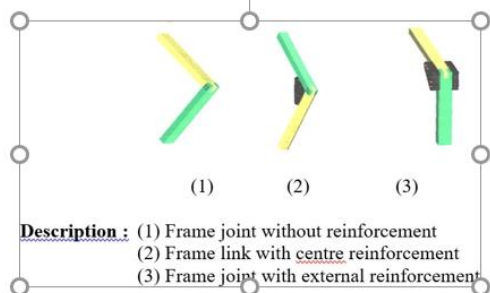 (1) (2) (3)
Description : (1) Frame joint without reinforcement
(2) Frame link with centre reinforcement
(3) Frame joint with external reinforcement